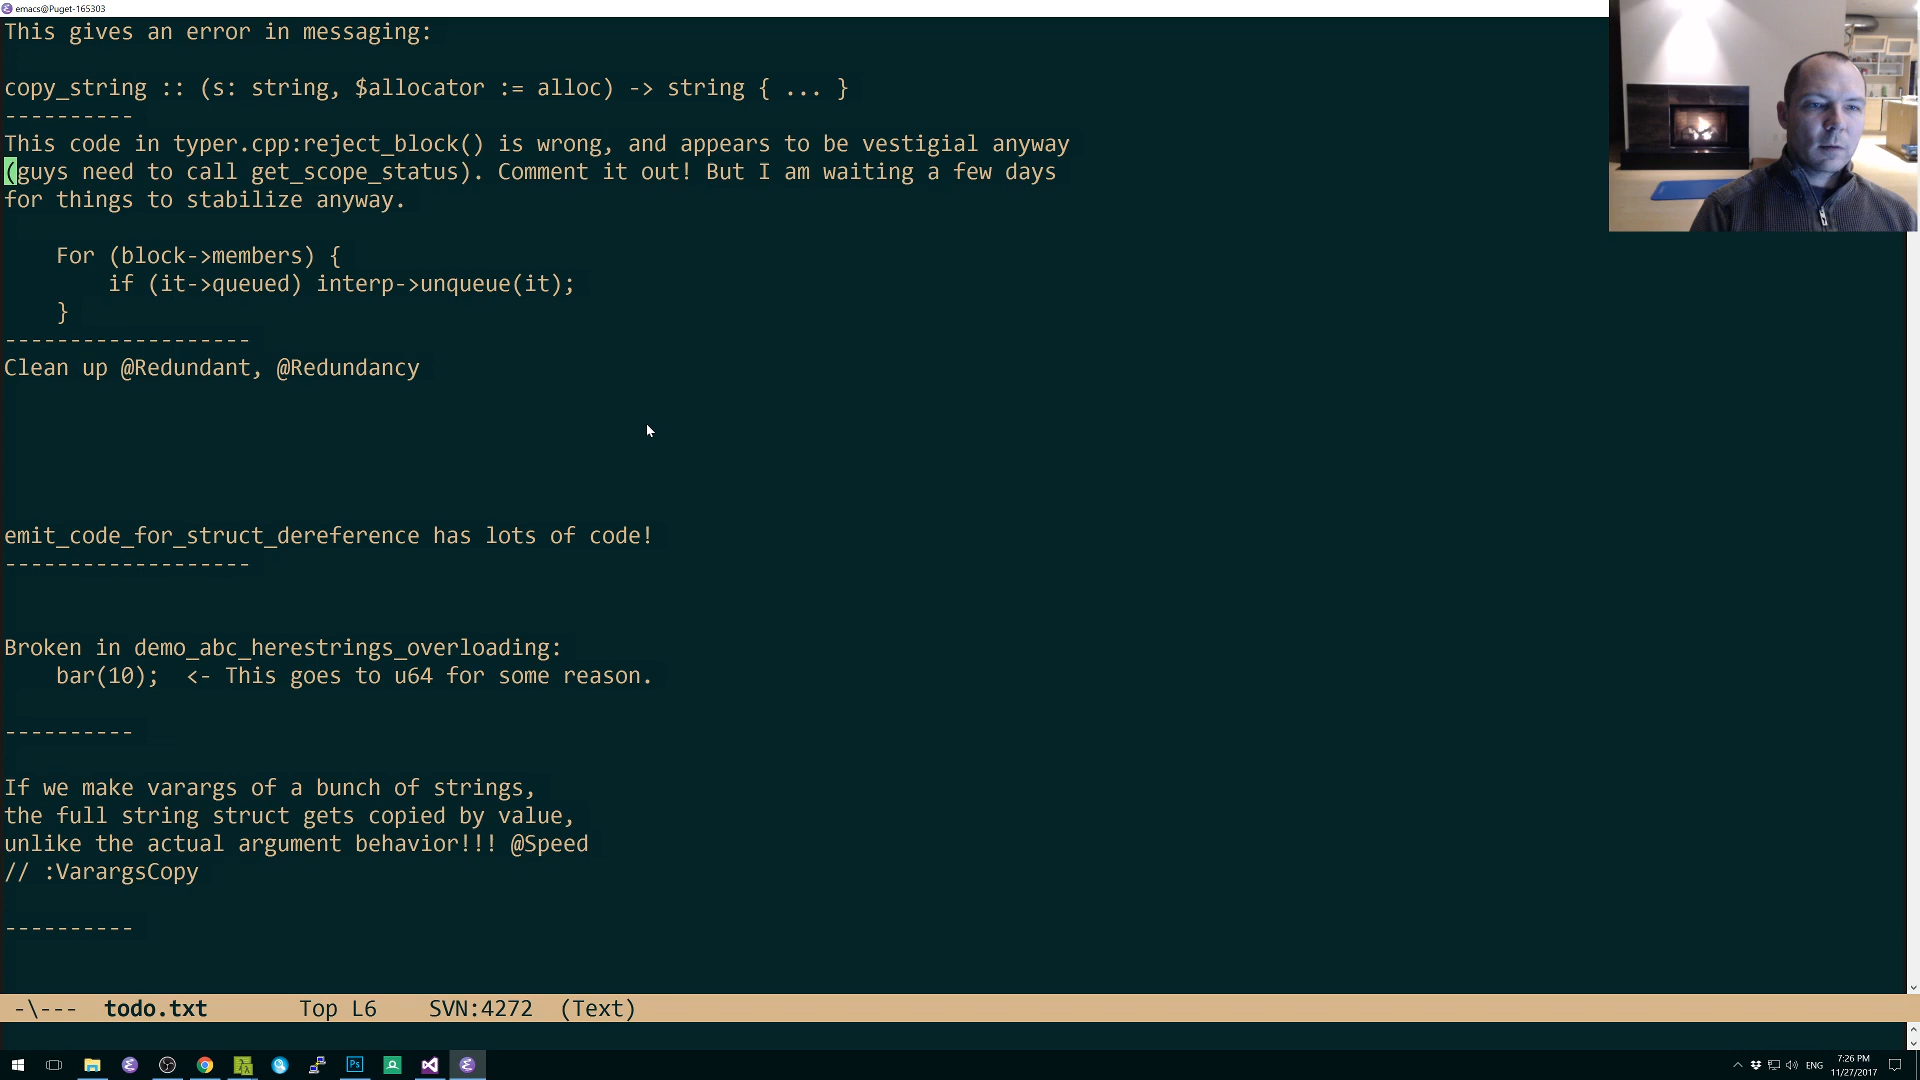 emacs@Puget-165303
This gives an error in messaging:
copy_string :: (s: string, $allocator := alloc) -> string { ... }
----------
This code in typer.cpp:reject_block() is wrong, and appears to be vestigial anyway
(guys need to call get_scope_status). Comment it out! But I am waiting a few days
for things to stabilize anyway.
For (block->members) {
if (it->queued) interp->unqueue(it);
}
-------------------
Clean up @Redundant, @Redundancy
emit_code_for_struct_dereference has lots of code!
-------------------
Broken in demo_abc_herestrings_overloading:
bar(10);  <- This goes to u64 for some reason.
----------
If we make varargs of a bunch of strings,
the full string struct gets copied by value,
unlike the actual argument behavior!!! @Speed
// :VarargsCopy
----------
-\---  todo.txt       Top L6    SVN:4272  (Text)
Ps
ENG
7:26 PM
11/27/2017